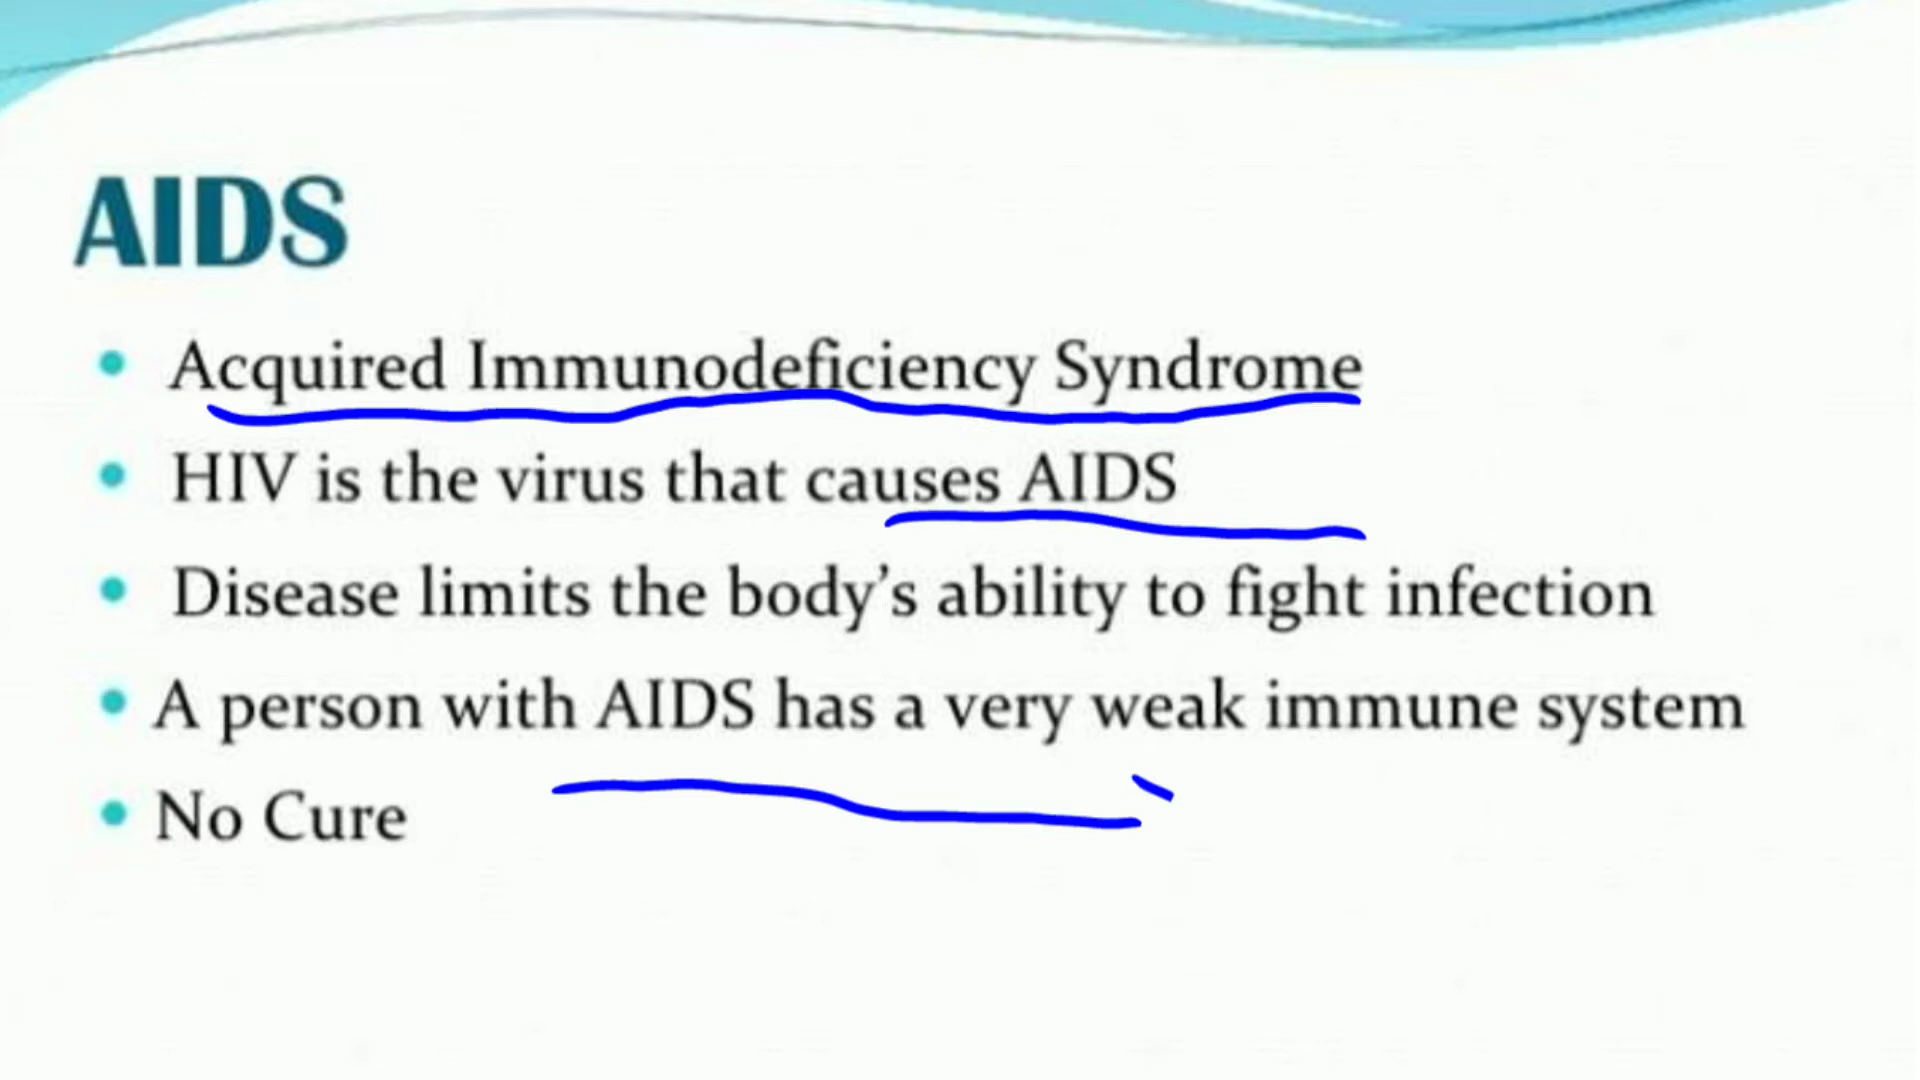 AIDS
• Acquired Immunodeficiency Syndrome
• HIV is the virus that causes AIDS
• Disease limits the body’s ability to fight infection
• A person with AIDS has a very weak immune system
• No Cure